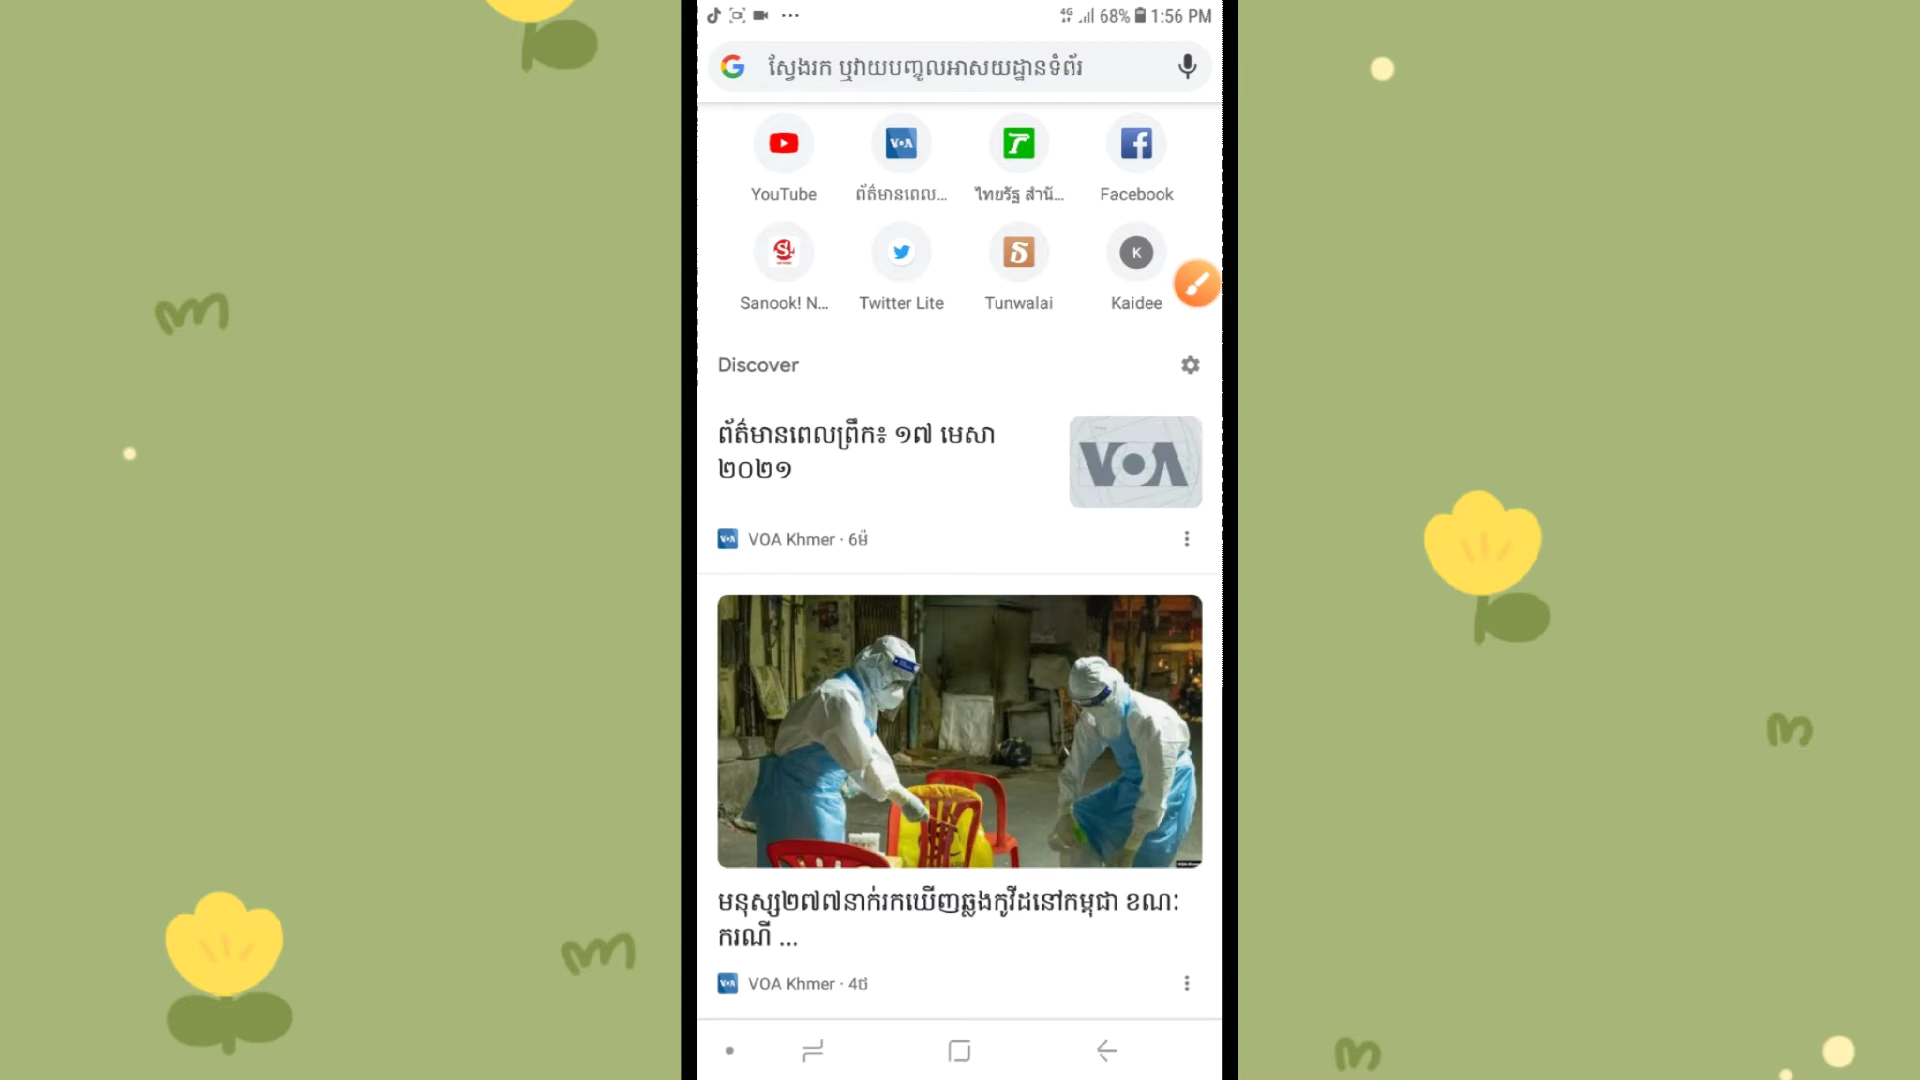 4G 68% 1:56 PM
ស្វែងរក ឬវាយបញ្ចូលអាសយដ្ឋានទំព័រ
YouTube
ព័ត៌មានពេល...
ไทยรัฐ สำนั...
Facebook
Sanook! N...
Twitter Lite
Tunwalai
K
Kaidee
Discover
ព័ត៌មានពេលព្រឹក៖ ១៧ មេសា
២០២១
VOA
VOA Khmer · 6ម៉
មនុស្ស២៧៧នាក់រកឃើញឆ្លងកូវីដនៅកម្ពុជា ខណៈ
ករណី ...
VOA Khmer · 4ថ